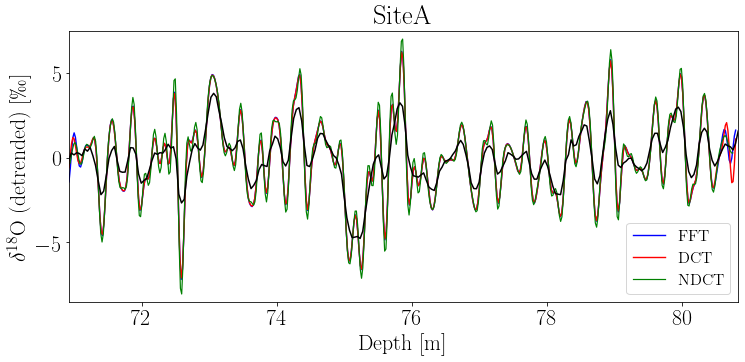 SiteA
δ18O (detrended) [‰]
5
0
−5
72 74 76 78 80
Depth [m]
FFT
DCT
NDCT